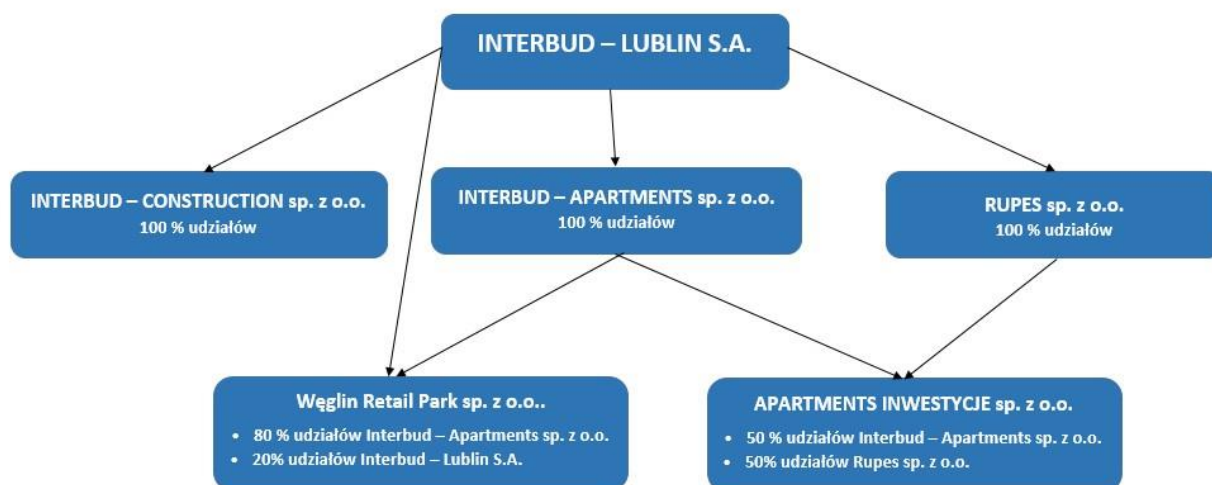 INTERBUD – LUBLIN S.A.
INTERBUD – CONSTRUCTION sp. z o.o.
100 % udziałów
INTERBUD – APARTMENTS sp. z o.o.
100 % udziałów
RUPES sp. z o.o.
100 % udziałów
Węglin Retail Park sp. z o.o..
• 80 % udziałów Interbud – Apartments sp. z o.o.
• 20% udziałów Interbud – Lublin S.A.
APARTMENTS INWESTYCJE sp. z o.o.
• 50 % udziałów Interbud – Apartments sp. z o.o.
• 50% udziałów Rupes sp. z o.o.